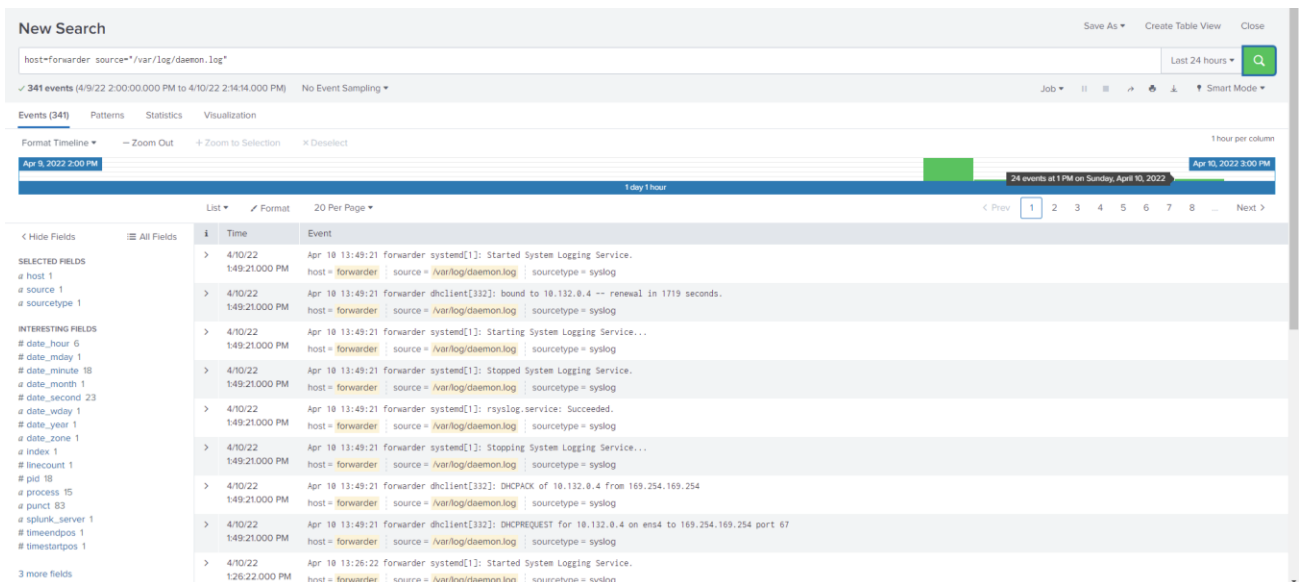 New Search
Save As ▾ Create Table View Close
host=forwarder source="/var/log/daemon.log"
Last 24 hours ▾
✓ 341 events (4/9/22 2:00:00.000 PM to 4/10/22 2:14:14.000 PM) No Event Sampling ▾
Job ▾ Smart Mode ▾
Events (341) Patterns Statistics Visualization
Format Timeline ▾ — Zoom Out + Zoom to Selection × Deselect
1 hour per column
Apr 9, 2022 2:00 PM
Apr 10, 2022 3:00 PM
24 events at 1 PM on Sunday, April 10, 2022
1 day 1 hour
List ▾ Format 20 Per Page ▾
< Prev 1 2 3 4 5 6 7 8 ... Next >
< Hide Fields All Fields
SELECTED FIELDS
a host 1
a source 1
a sourcetype 1
INTERESTING FIELDS
# date_hour 6
# date_mday 1
# date_minute 18
a date_month 1
# date_second 23
a date_wday 1
# date_year 1
a date_zone 1
a index 1
# linecount 1
# pid 18
a process 15
a punct 83
a splunk_server 1
# timeendpos 1
# timestartpos 1
3 more fields
i Time Event
> 4/10/22 Apr 10 13:49:21 forwarder systemd[1]: Started System Logging Service.
1:49:21.000 PM host = forwarder source = /var/log/daemon.log sourcetype = syslog
> 4/10/22 Apr 10 13:49:21 forwarder dhclient[332]: bound to 10.132.0.4 -- renewal in 1719 seconds.
1:49:21.000 PM host = forwarder source = /var/log/daemon.log sourcetype = syslog
> 4/10/22 Apr 10 13:49:21 forwarder systemd[1]: Starting System Logging Service...
1:49:21.000 PM host = forwarder source = /var/log/daemon.log sourcetype = syslog
> 4/10/22 Apr 10 13:49:21 forwarder systemd[1]: Stopped System Logging Service.
1:49:21.000 PM host = forwarder source = /var/log/daemon.log sourcetype = syslog
> 4/10/22 Apr 10 13:49:21 forwarder systemd[1]: rsyslog.service: Succeeded.
1:49:21.000 PM host = forwarder source = /var/log/daemon.log sourcetype = syslog
> 4/10/22 Apr 10 13:49:21 forwarder systemd[1]: Stopping System Logging Service...
1:49:21.000 PM host = forwarder source = /var/log/daemon.log sourcetype = syslog
> 4/10/22 Apr 10 13:49:21 forwarder dhclient[332]: DHCPACK of 10.132.0.4 from 169.254.169.254
1:49:21.000 PM host = forwarder source = /var/log/daemon.log sourcetype = syslog
> 4/10/22 Apr 10 13:49:21 forwarder dhclient[332]: DHCPREQUEST for 10.132.0.4 on ens4 to 169.254.169.254 port 67
1:49:21.000 PM host = forwarder source = /var/log/daemon.log sourcetype = syslog
> 4/10/22 Apr 10 13:26:22 forwarder systemd[1]: Started System Logging Service.
1:26:22.000 PM host = forwarder source = /var/log/daemon.log sourcetype = syslog